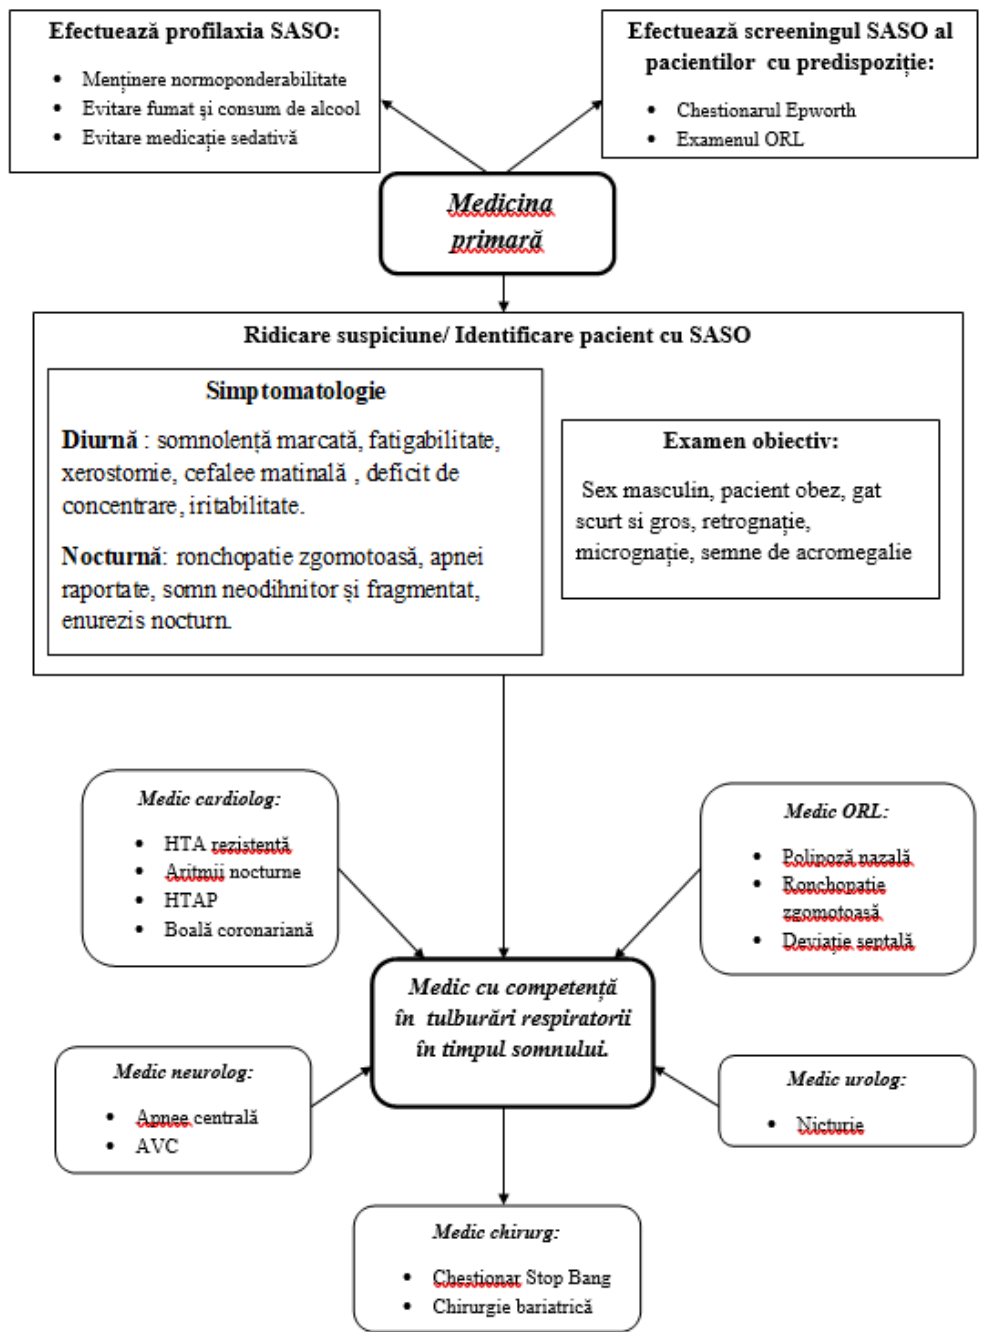 Efectuează profilaxia SASO:
• Menținere normoponderabilitate
• Evitare fumat şi consum de alcool
• Evitare medicație sedativă
Efectuează screeningul SASO al
pacientilor cu predispoziție:
• Chestionarul Epworth
• Examenul ORL
Medicina
primară
Ridicare suspiciune/ Identificare pacient cu SASO
Simptomatologie
Diurnă : somnolență marcată, fatigabilitate,
xerostomie, cefalee matinală , deficit de
concentrare, iritabilitate.
Nocturnă: ronchopatie zgomotoasă, apnei
raportate, somn neodihnitor și fragmentat,
enurezis nocturn.
Examen obiectiv:
Sex masculin, pacient obez, gat
scurt si gros, retrognație,
micrognație, semne de acromegalie
Medic cardiolog:
• HTA rezistentă
• Aritmii nocturne
• HTAP
• Boală coronariană
Medic ORL:
• Polipoză nazală
• Ronchopatie
zgomotoasă
• Deviație septală
Medic cu competență
în tulburări respiratorii
în timpul somnului.
Medic neurolog:
• Apnee centrală
• AVC
Medic urolog:
• Nicturie
Medic chirurg:
• Chestionar Stop Bang
• Chirurgie bariatrică